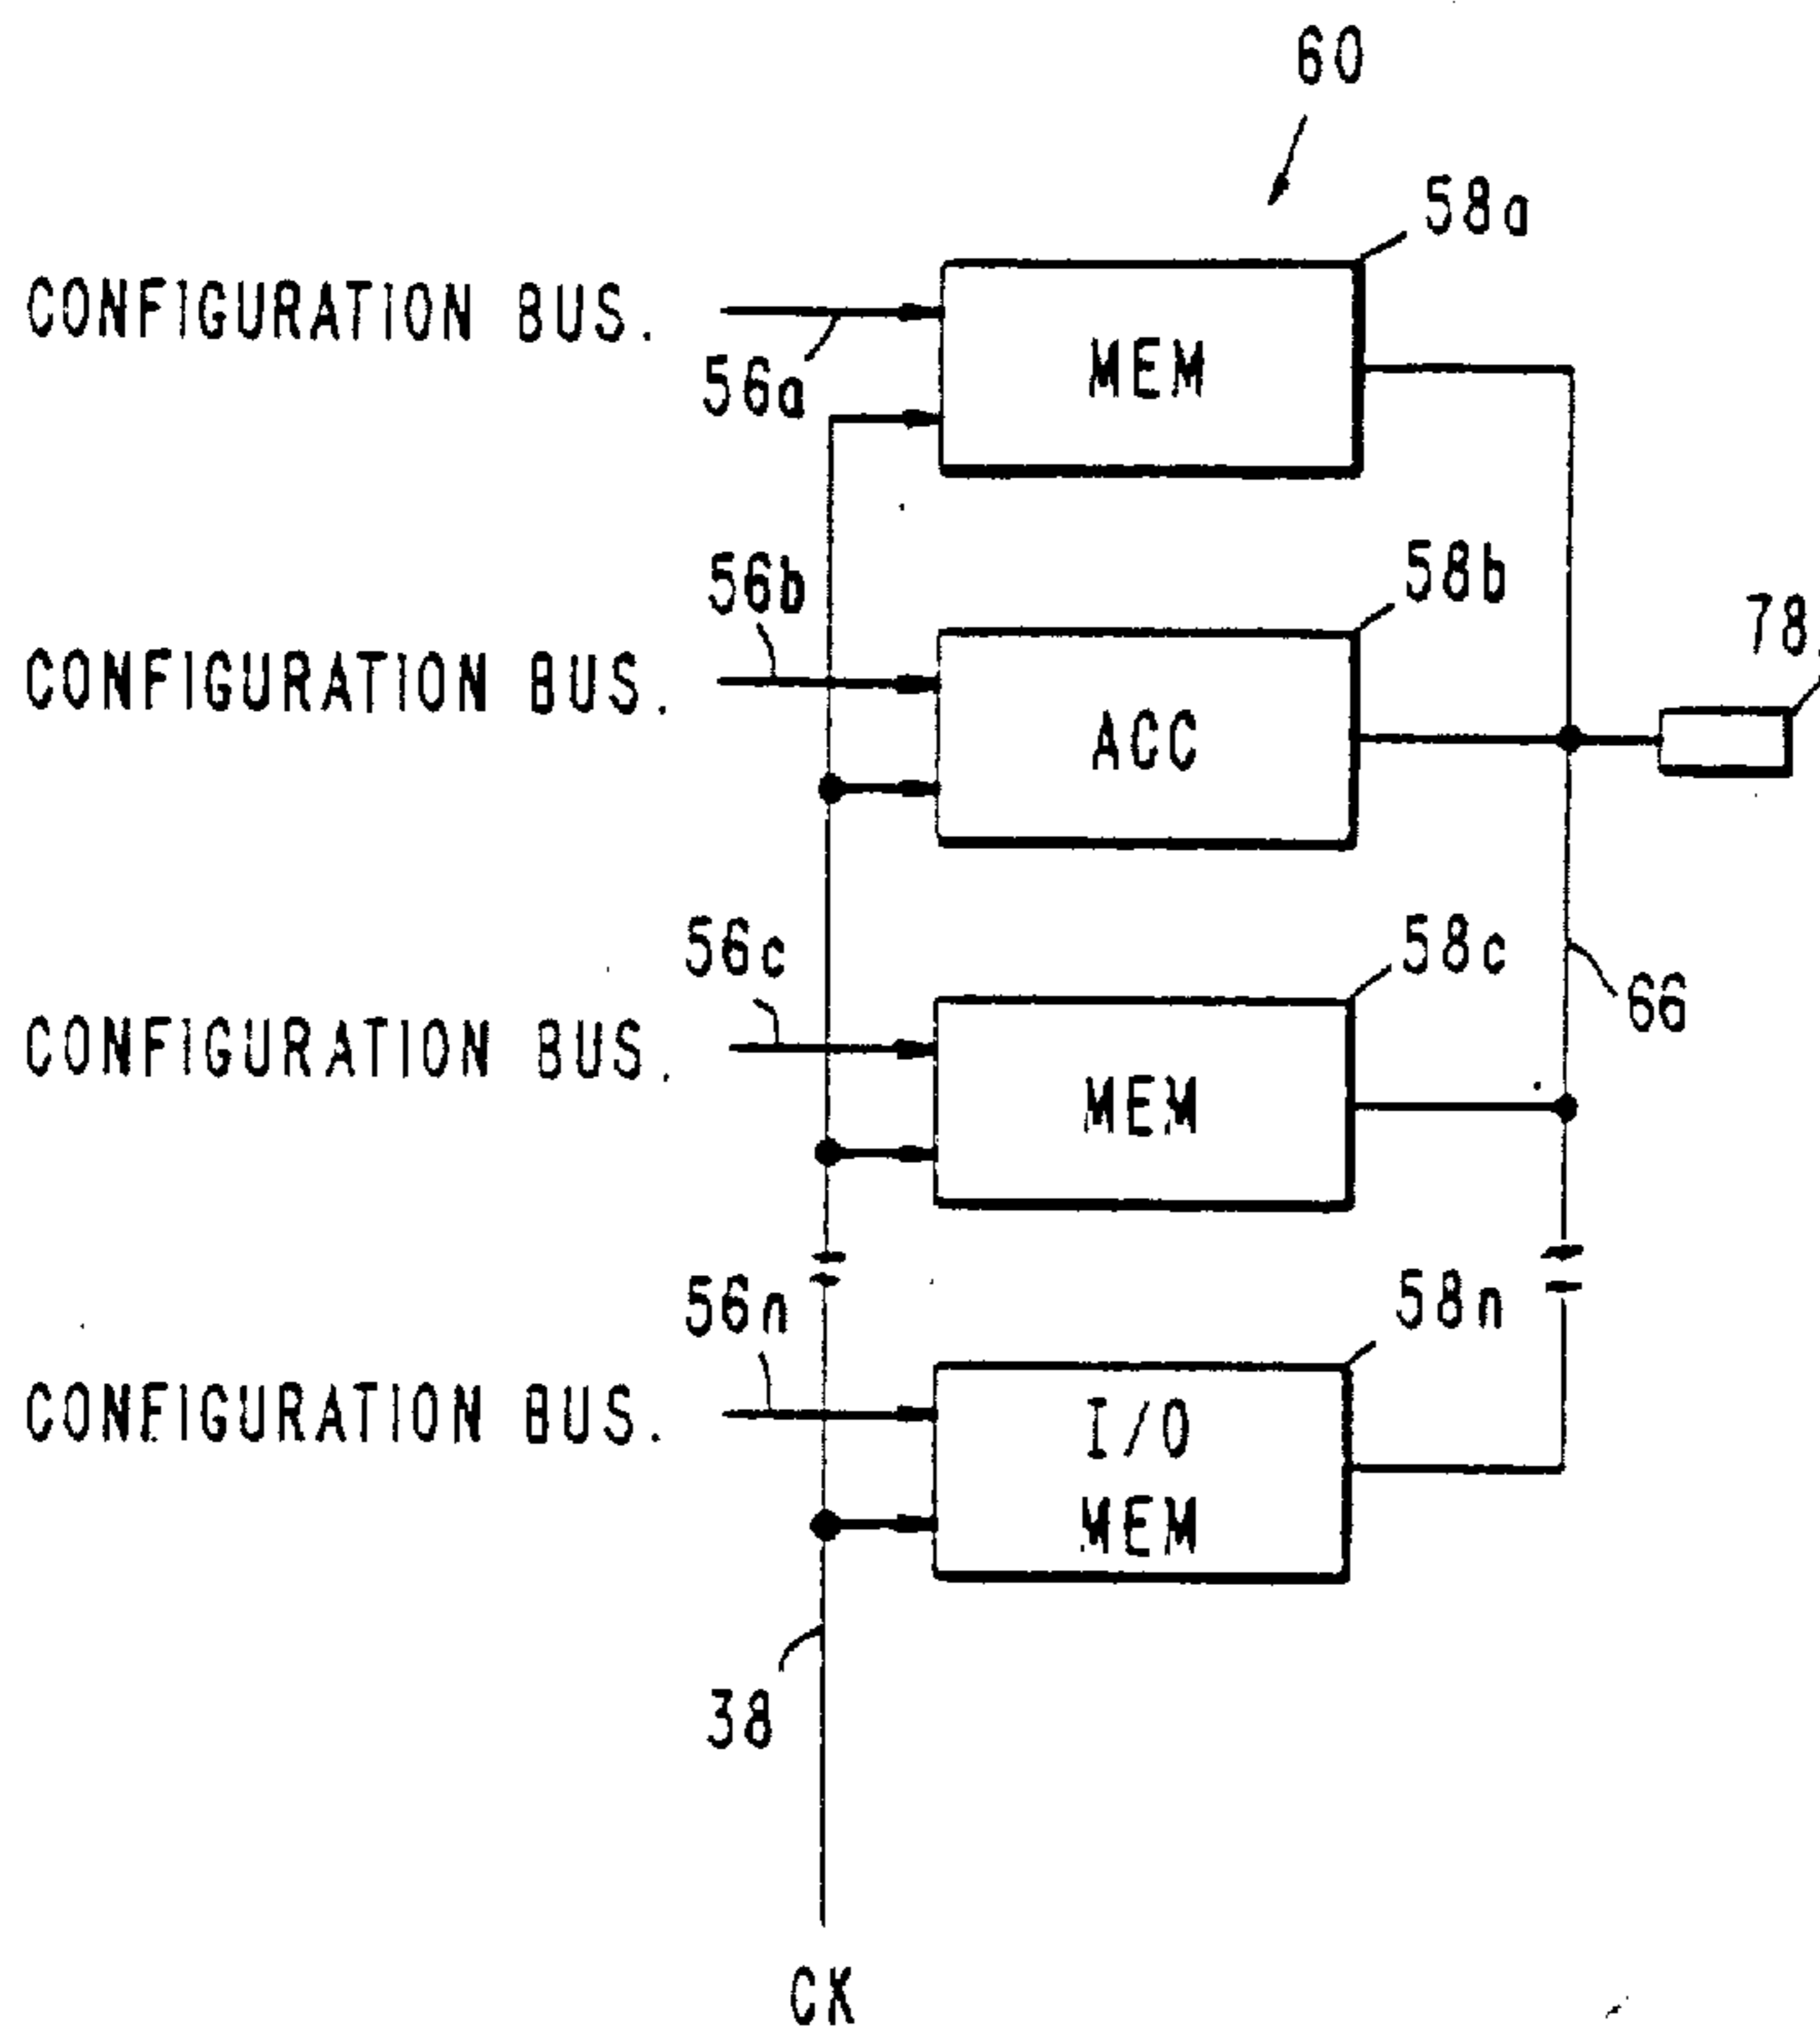 60
58a
CONFIGURATION BUS.
56a
MEM
56b
58b
78
CONFIGURATION BUS.
ACC
56c
58c
66
CONFIGURATION BUS.
MEM
56n
58n
CONFIGURATION BUS.
I/O
MEM
38
CK